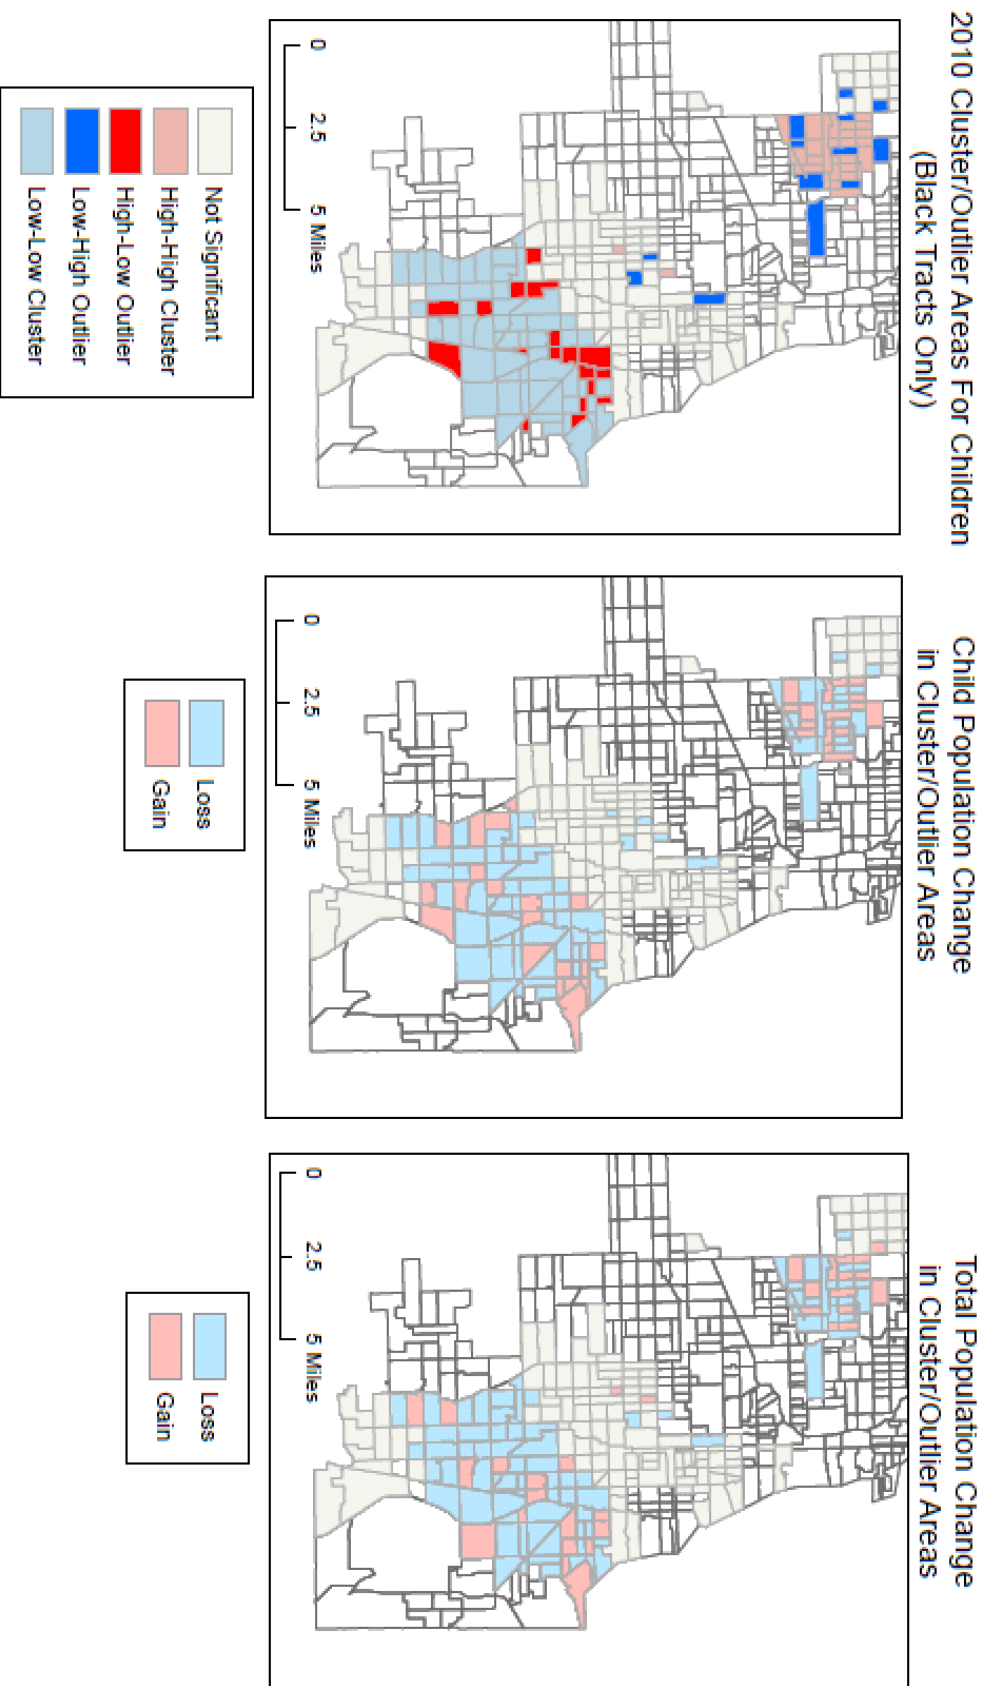 2010 Cluster/Outlier Areas For Children
(Black Tracts Only)
0 2.5 5 Miles
Not Significant
High-High Cluster
High-Low Outlier
Low-High Outlier
Low-Low Cluster
Child Population Change
in Cluster/Outlier Areas
0 2.5 5 Miles
Loss
Gain
Total Population Change
in Cluster/Outlier Areas
0 2.5 5 Miles
Loss
Gain